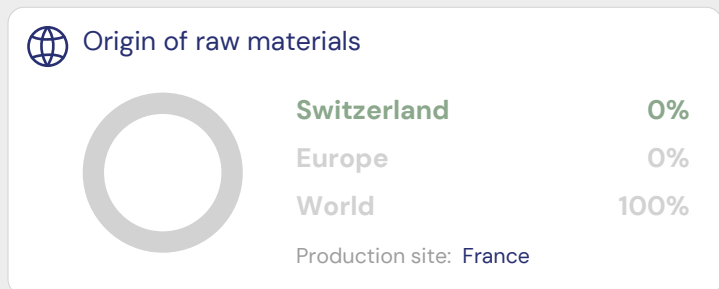 Origin of raw materials
Switzerland 0%
Europe 0%
World 100%
Production site: France